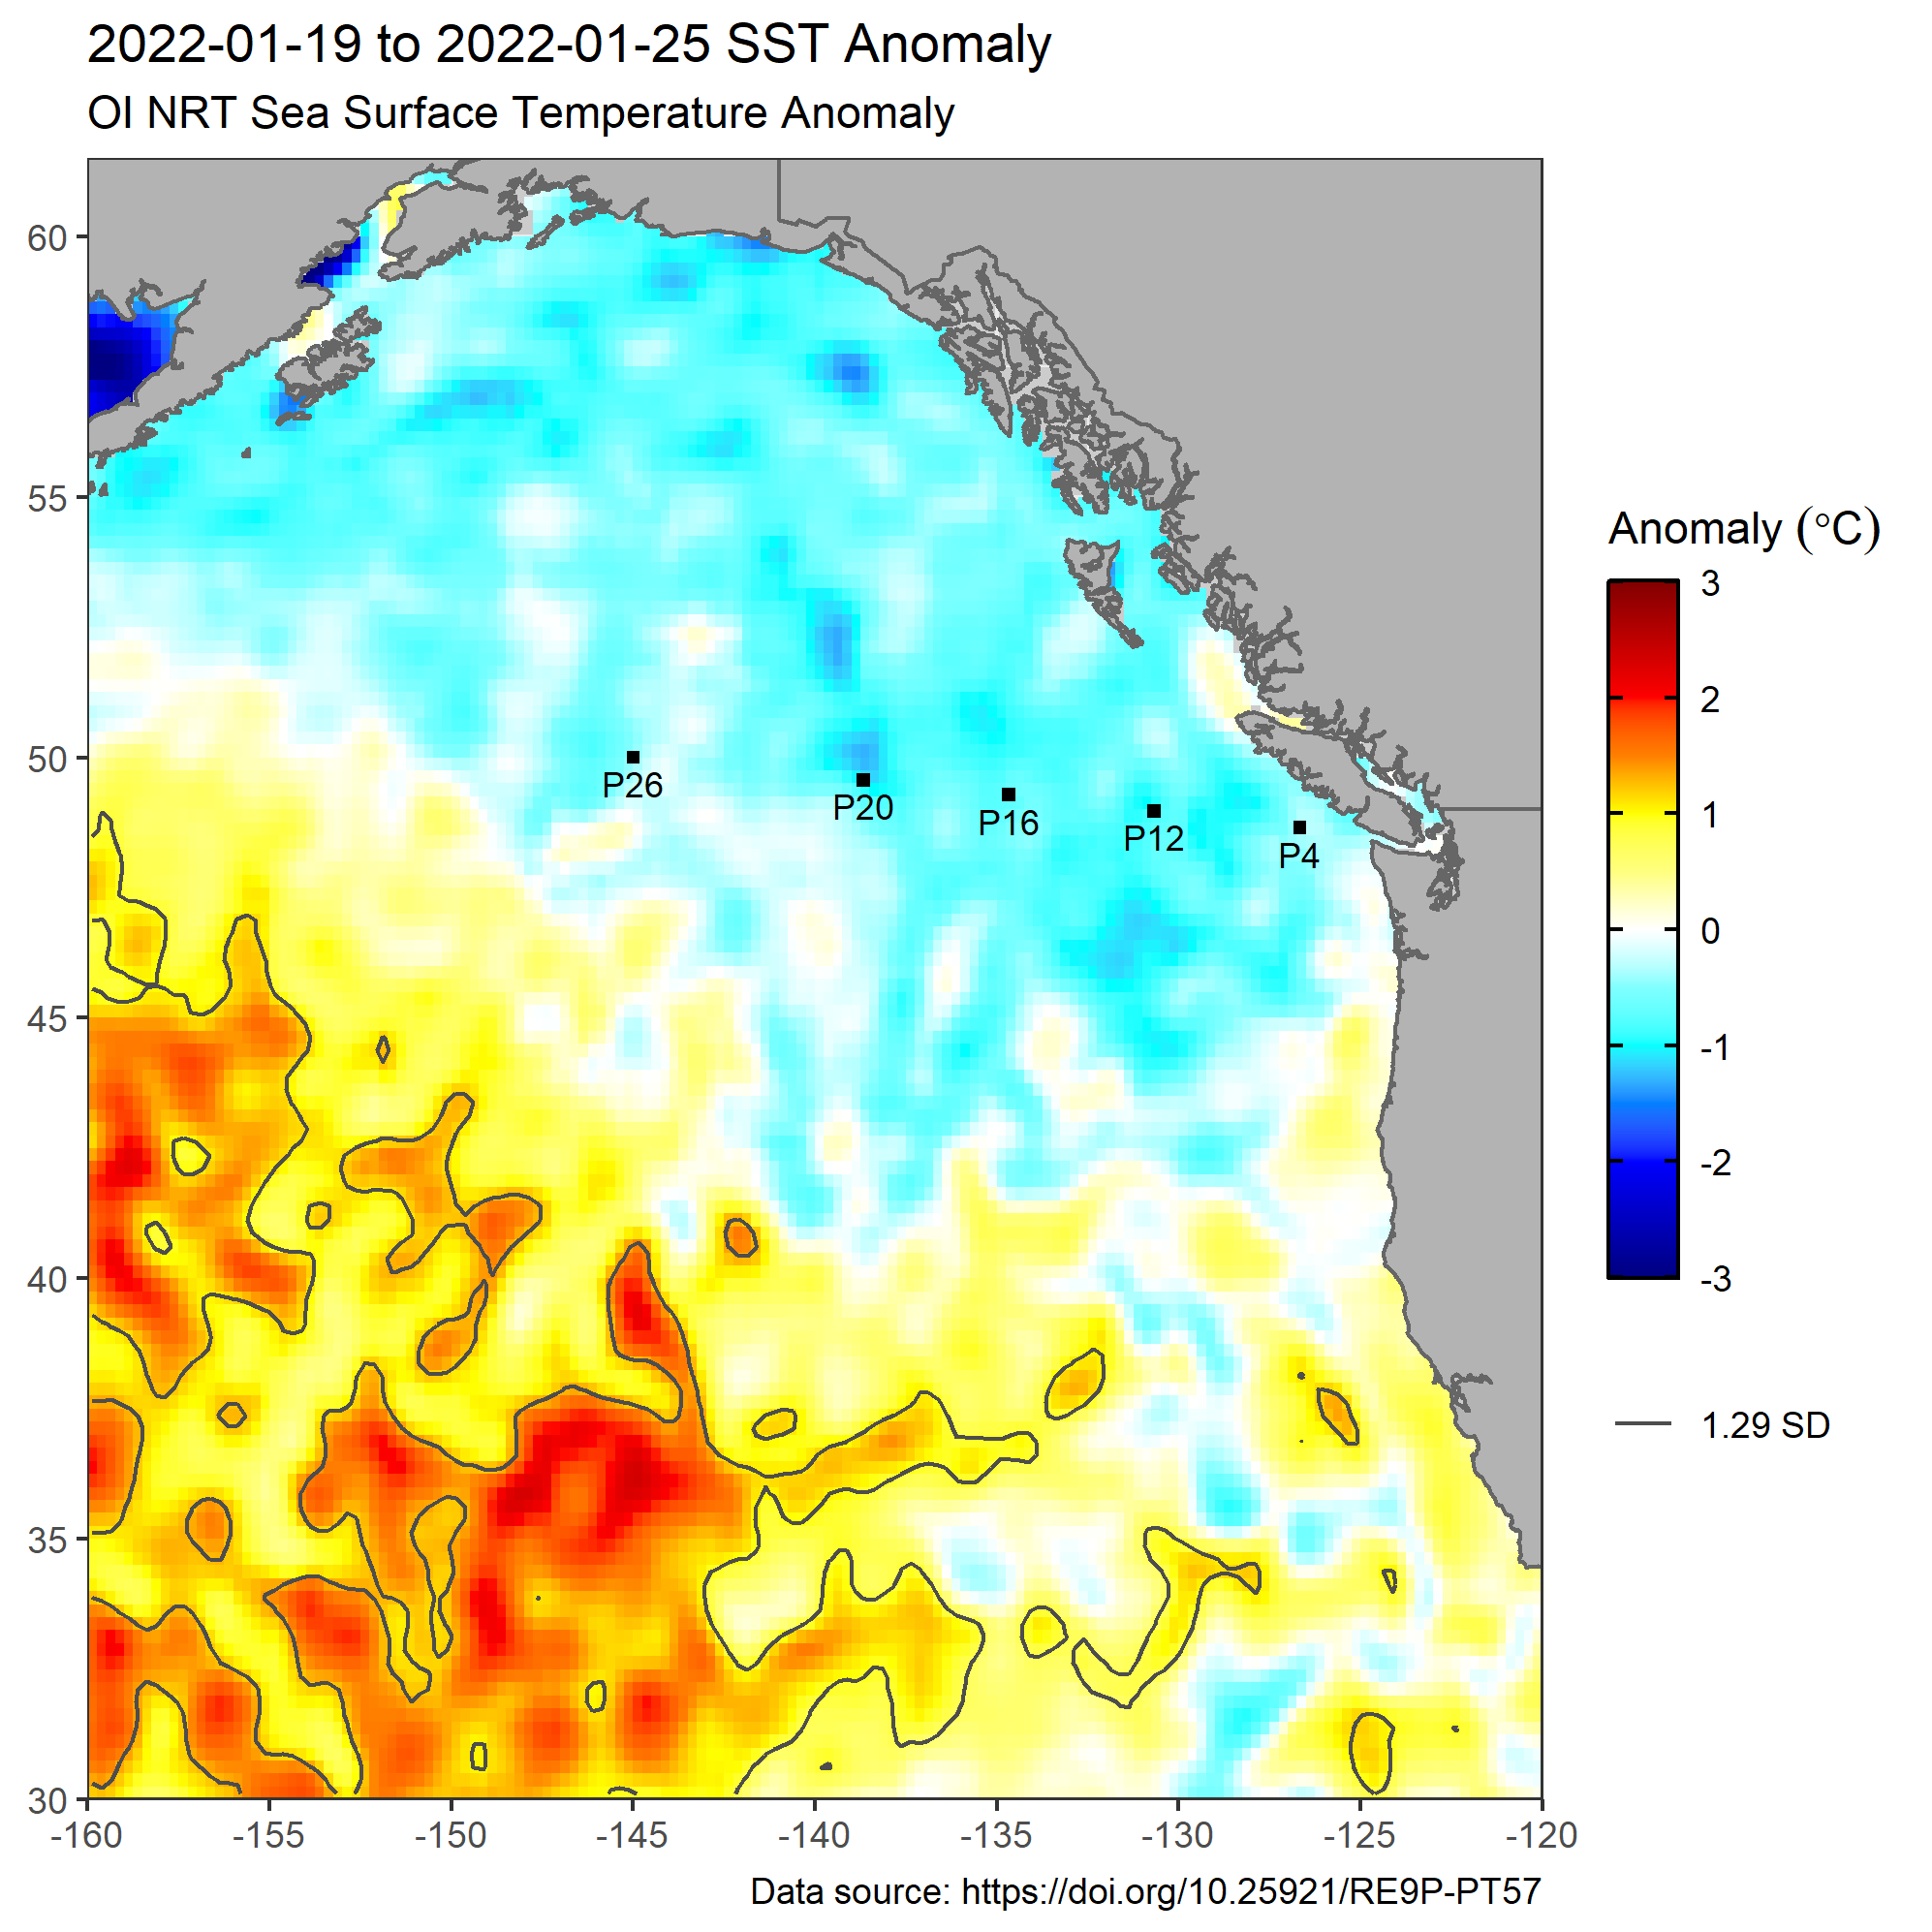 2022-01-19 to 2022-01-25 SST Anomaly
OI NRT Sea Surface Temperature Anomaly
60
55
50
45
40
35
30
-160
-155
-150
-145
-140
-135
-130
-125
-120
P26
P20
P16
P12
P4
Anomaly (°C)
3
2
1
0
-1
-2
-3
1.29 SD
Data source: https://doi.org/10.25921/RE9P-PT57